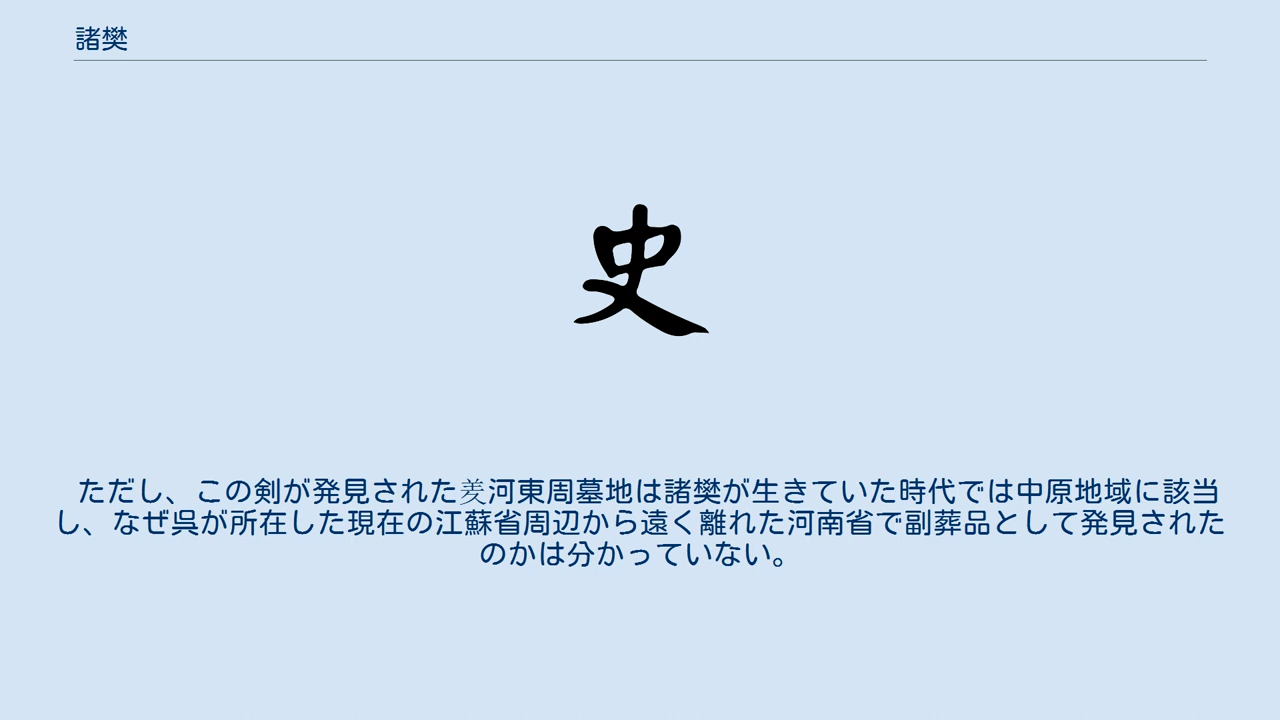 諸樊
史
ただし、この剣が発見された羑河東周墓地は諸樊が生きていた時代では中原地域に該当
し、なぜ呉が所在した現在の江蘇省周辺から遠く離れた河南省で副葬品として発見された
のかは分かっていない。